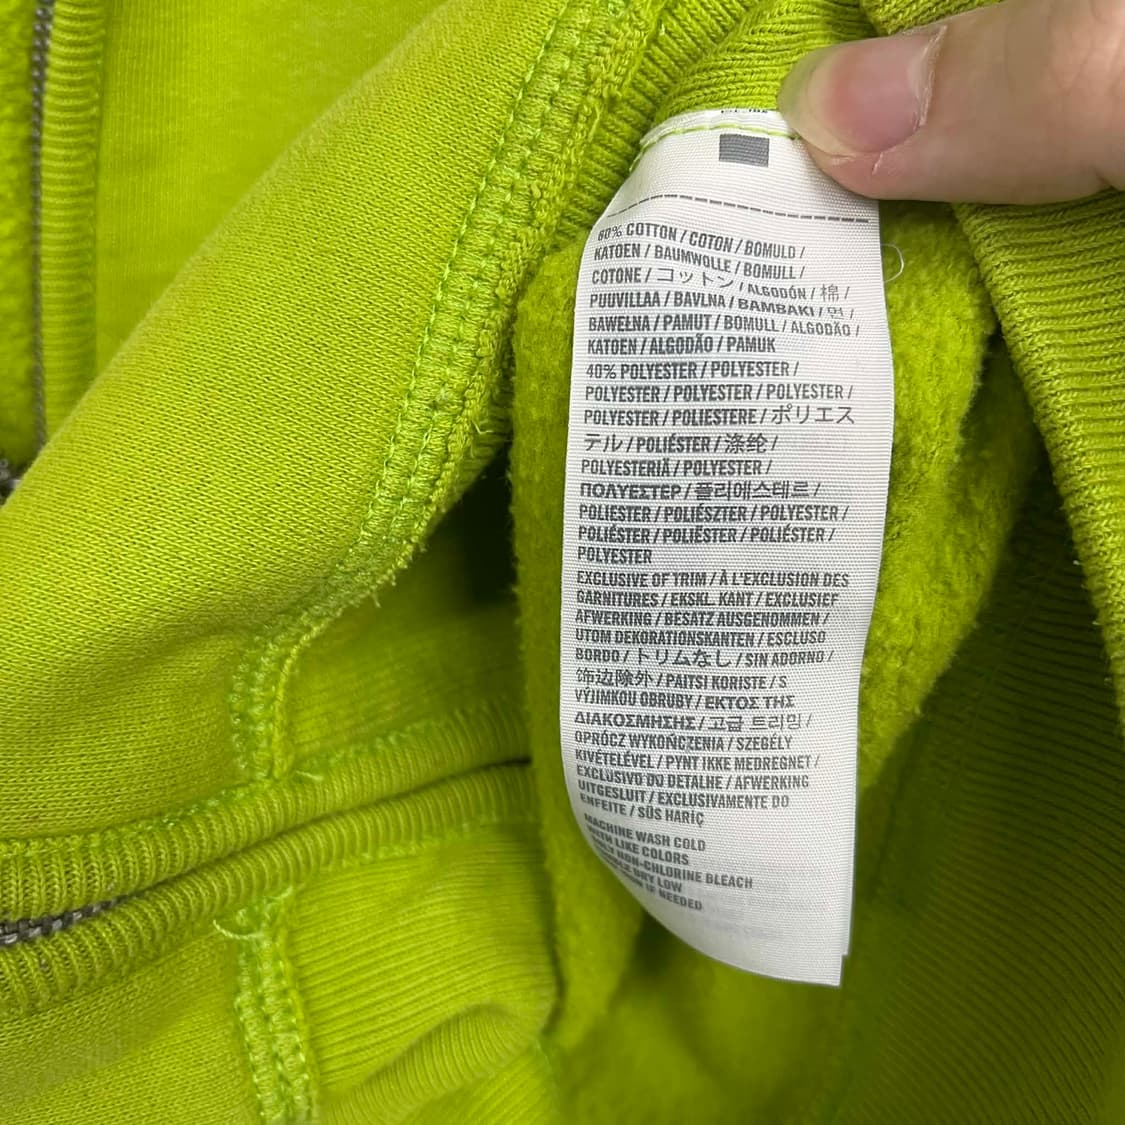 60% COTTON / COTON / BOMULD /
KATOEN / BAUMWOLLE / BOMULL /
COTONE / コットン / ALGODÓN / 棉 /
PUUVILLAA / BAVLNA / BAMBAKI / 면 /
BAWEŁNA / PAMUT / BOMULL / ALGODÃO /
KATOEN / ALGODÃO / PAMUK
40% POLYESTER / POLYESTER /
POLYESTER / POLYESTER / POLYESTER /
POLYESTER / POLIESTERE / ポリエス
テル / POLIÉSTER / 涤纶 /
POLYESTERIÄ / POLYESTER /
ΠΟΛΥΕΣΤΕΡ / 폴리에스테르 /
POLIESTER / POLIÉSZTER / POLYESTER /
POLIÉSTER / POLIËSTER / POLIÉSTER /
POLYESTER
EXCLUSIVE OF TRIM / À L'EXCLUSION DES
GARNITURES / EKSKL. KANT / EXCLUSIEF
AFWERKING / BESATZ AUSGENOMMEN /
UTOM DEKORATIONSKANTEN / ESCLUSO
BORDO / トリムなし / SIN ADORNO /
饰边除外 / PAITSI KORISTE / S
VÝJIMKOU OBRUBY / ΕΚΤΟΣ ΤΗΣ
ΔΙΑΚΟΣΜΗΣΗΣ / 고급 트리밍 /
OPRÓCZ WYKOŃCZENIA / SZEGÉLY
KIVÉTELÉVEL / PYNT IKKE MEDREGNET /
EXCLUSIVO DO DETALHE / AFWERKING
UITGESLUIT / EXCLUSIVAMENTE DO
ENFEITE / SÜS HARİÇ
MACHINE WASH COLD
WITH LIKE COLORS
ONLY NON-CHLORINE BLEACH
DRY LOW
IF NEEDED